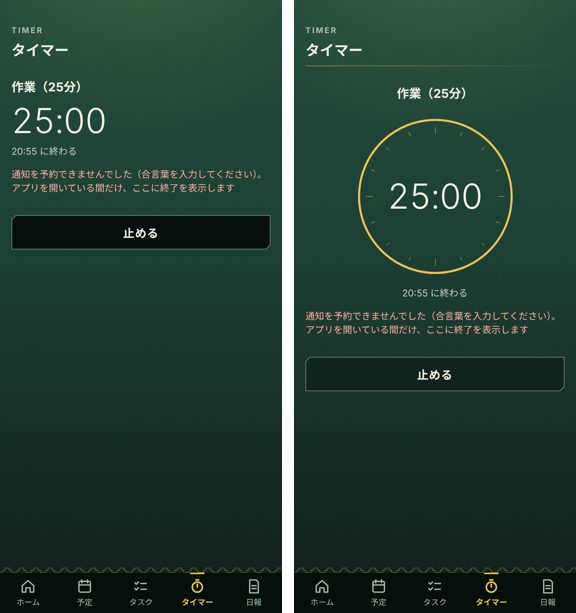 TIMER
タイマー
作業（25分）
25:00
20:55 に終わる
通知を予約できませんでした（合言葉を入力してください）。
アプリを開いている間だけ、ここに終了を表示します
止める
ホーム
予定
タスク
タイマー
日報
TIMER
タイマー
作業（25分）
25:00
20:55 に終わる
通知を予約できませんでした（合言葉を入力してください）。
アプリを開いている間だけ、ここに終了を表示します
止める
ホーム
予定
タスク
タイマー
日報